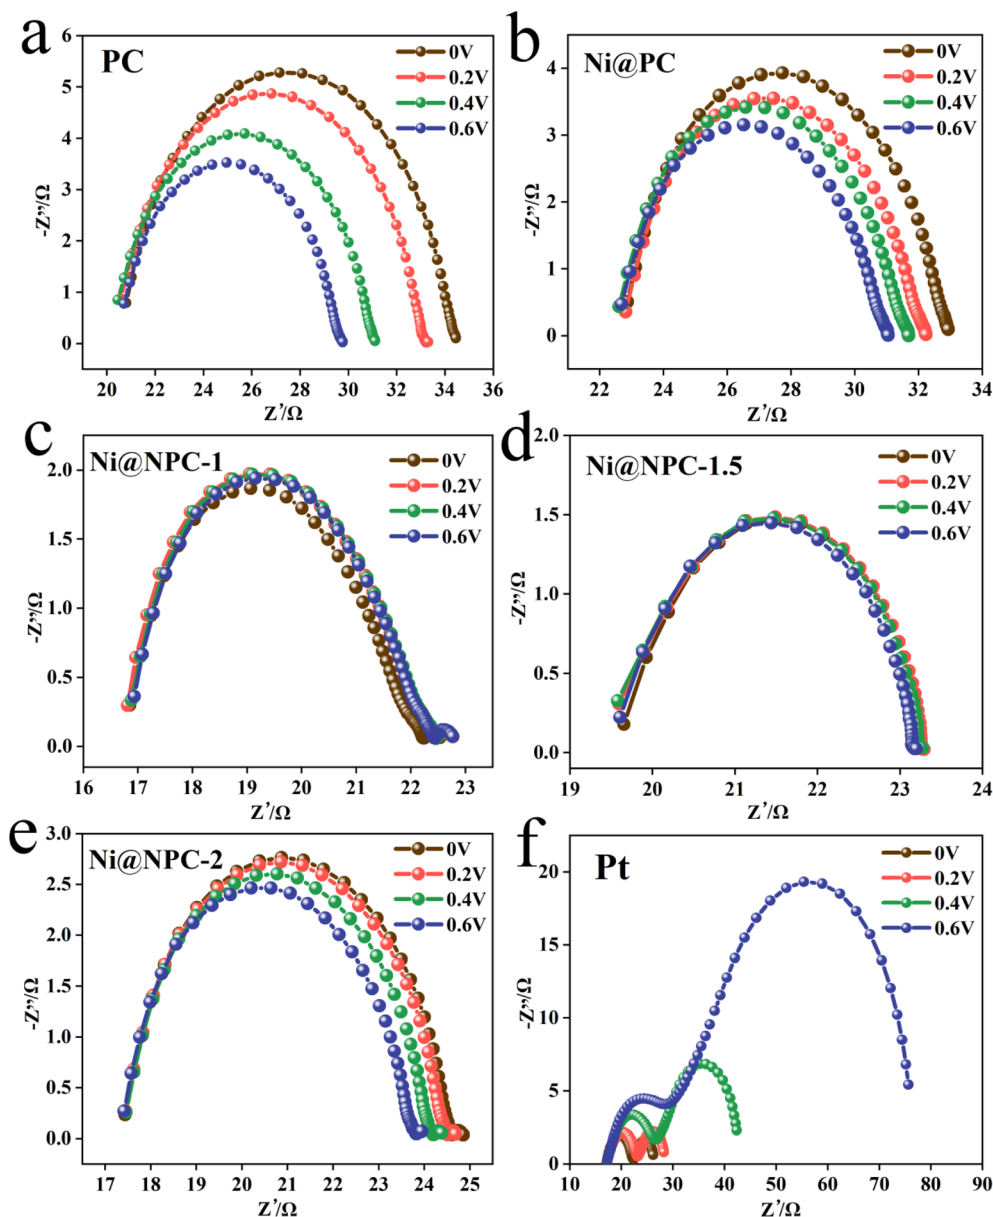 a
PC
0V
0.2V
0.4V
0.6V
6
5
4
3
2
1
0
-Z’’/Ω
20 22 24 26 28 30 32 34 36
Z’/Ω
b
Ni@PC
0V
0.2V
0.4V
0.6V
4
3
2
1
0
-Z’’/Ω
22 24 26 28 30 32 34
Z’/Ω
c
Ni@NPC-1
0V
0.2V
0.4V
0.6V
2.0
1.5
1.0
0.5
0.0
-Z’’/Ω
16 17 18 19 20 21 22 23
Z’/Ω
d
Ni@NPC-1.5
0V
0.2V
0.4V
0.6V
2.0
1.5
1.0
0.5
0.0
-Z’’/Ω
19 20 21 22 23 24
Z’/Ω
e
Ni@NPC-2
0V
0.2V
0.4V
0.6V
3.0
2.5
2.0
1.5
1.0
0.5
0.0
-Z’’/Ω
17 18 19 20 21 22 23 24 25
Z’/Ω
f
Pt
0V
0.2V
0.4V
0.6V
20
15
10
5
0
-Z’’/Ω
10 20 30 40 50 60 70 80 90
Z’/Ω